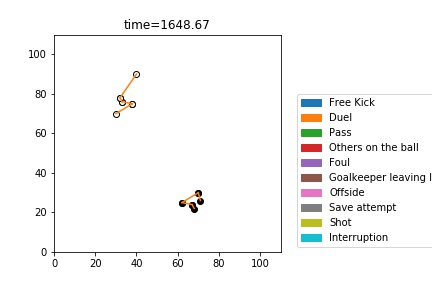 time=1648.67
100
80
60
40
20
0
0 20 40 60 80 100
Free Kick
Duel
Pass
Others on the ball
Foul
Goalkeeper leaving
Offside
Save attempt
Shot
Interruption